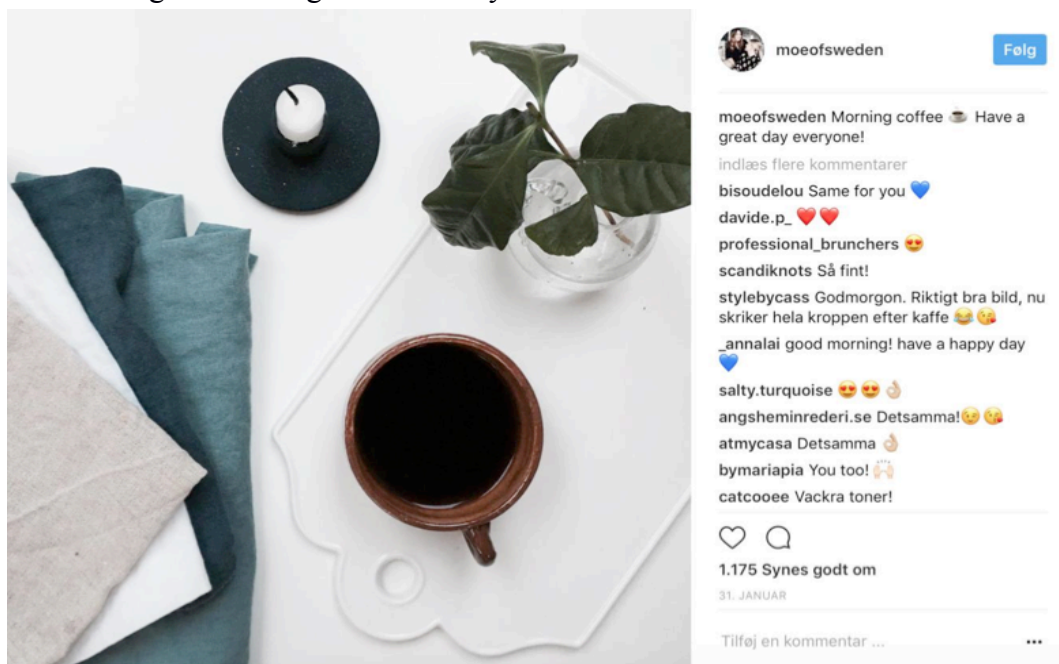 moeofsweden
Følg
moeofsweden Morning coffee ☕ Have a
great day everyone!
indlæs flere kommentarer
bisoudelou Same for you 💙
davide.p_ ❤️❤️
professional_brunchers 😍
scandiknots Så fint!
stylebycass Godmorgon. Riktigt bra bild, nu
skriker hela kroppen efter kaffe 😂😘
_annalai good morning! have a happy day
💙
salty.turquoise 😍😍👌🏻
angsheminrederi.se Detsamma!😉😘
atmycasa Detsamma 👌🏻
bymariapia You too! 🙌🏻
catcooee Vackra toner!
1.175 Synes godt om
31. JANUAR
Tilføj en kommentar ...